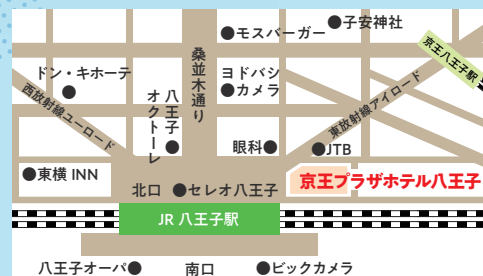 ●モスバーガー
●子安神社
京王八王子駅
桑並木通り
ドン・キホーテ
●
ヨドバシ
●カメラ
西放射線ユーロード
八王子
オクトーレ●
東放射線アイロード
眼科●
●JTB
●東横 INN
京王プラザホテル八王子
北口
●セレオ八王子
JR 八王子駅
八王子オーパ●
南口
●ビックカメラ